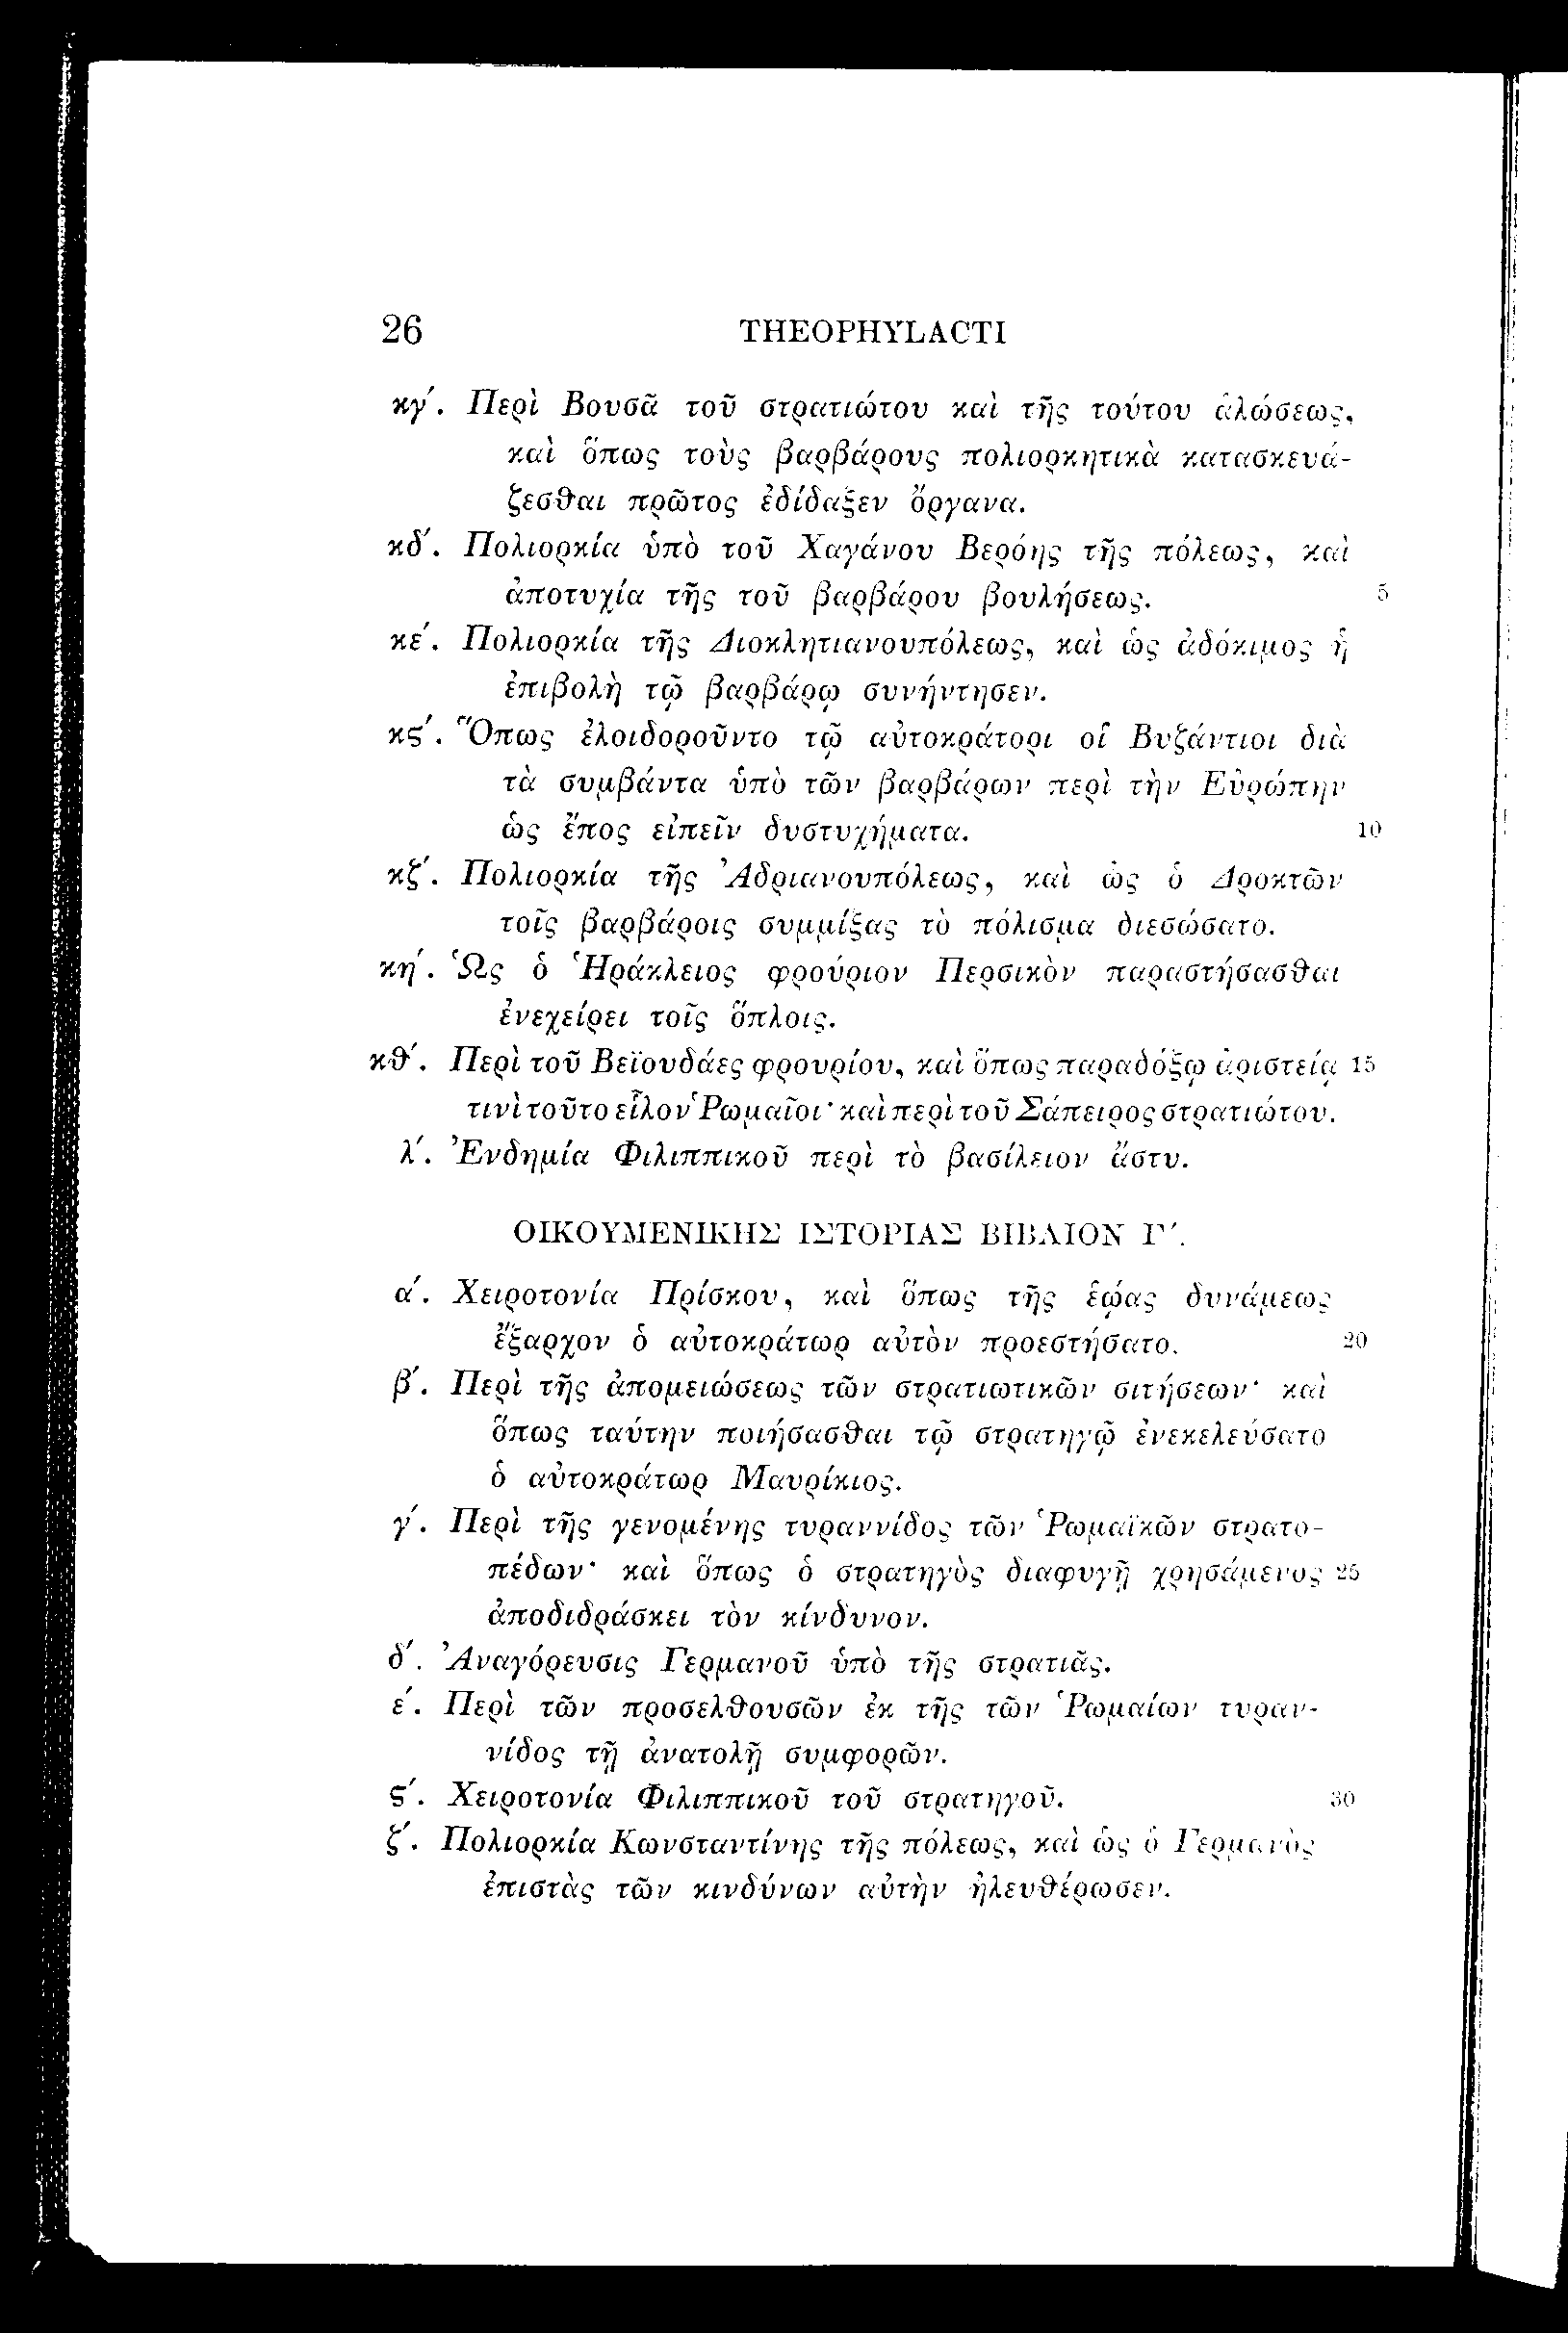 26 THEOPHYLACTI
κγ΄. Περὶ Βουσᾶ τοῦ στρατιώτου καὶ τῆς τούτου ἁλώσεως,
καὶ ὅπως τοὺς βαρβάρους πολιορκητικὰ κατασκευά-
ζεσθαι πρῶτος ἐδίδαξεν ὄργανα.
κδ΄. Πολιορκία ὑπὸ τοῦ Χαγάνου Βερόης τῆς πόλεως, καὶ
ἀποτυχία τῆς τοῦ βαρβάρου βουλήσεως. 5
κε΄. Πολιορκία τῆς Διοκλητιανουπόλεως, καὶ ὡς ἀδόκιμος ἡ
ἐπιβολὴ τῷ βαρβάρῳ συνήντησεν.
κϛ΄. Ὅπως ἐλοιδοροῦντο τῷ αὐτοκράτορι οἱ Βυζάντιοι διὰ
τὰ συμβάντα ὑπὸ τῶν βαρβάρων περὶ τὴν Εὐρώπην
ὡς ἔπος εἰπεῖν δυστυχήματα. 10
κζ΄. Πολιορκία τῆς Ἀδριανουπόλεως, καὶ ὡς ὁ Δροκτῶν
τοῖς βαρβάροις συμμίξας τὸ πόλισμα διεσώσατο.
κη΄. Ὡς ὁ Ἡράκλειος φρούριον Περσικὸν παραστήσασθαι
ἐνεχείρει τοῖς ὅπλοις.
κθ΄. Περὶ τοῦ Βεϊουδάες φρουρίου, καὶ ὅπως παραδόξῳ ἀριστείᾳ 15
τινὶ τοῦτο εἷλον Ῥωμαῖοι· καὶ περὶ τοῦ Σάπειρος στρατιώτου.
λ΄. Ἐνδημία Φιλιππικοῦ περὶ τὸ βασίλειον ἄστυ.
ΟΙΚΟΥΜΕΝΙΚΗΣ ΙΣΤΟΡΙΑΣ ΒΙΒΛΙΟΝ Γ΄.
α΄. Χειροτονία Πρίσκου, καὶ ὅπως τῆς ἑῴας δυνάμεως
ἔξαρχον ὁ αὐτοκράτωρ αὐτὸν προεστήσατο. 20
β΄. Περὶ τῆς ἀπομειώσεως τῶν στρατιωτικῶν σιτήσεων· καὶ
ὅπως ταύτην ποιήσασθαι τῷ στρατηγῷ ἐνεκελεύσατο
ὁ αὐτοκράτωρ Μαυρίκιος.
γ΄. Περὶ τῆς γενομένης τυραννίδος τῶν Ῥωμαϊκῶν στρατο-
πέδων· καὶ ὅπως ὁ στρατηγὸς διαφυγῇ χρησάμενος 25
ἀποδιδράσκει τὸν κίνδυνον.
δ΄. Ἀναγόρευσις Γερμανοῦ ὑπὸ τῆς στρατιᾶς.
ε΄. Περὶ τῶν προσελθουσῶν ἐκ τῆς τῶν Ῥωμαίων τυραν-
νίδος τῇ ἀνατολῇ συμφορῶν.
ϛ΄. Χειροτονία Φιλιππικοῦ τοῦ στρατηγοῦ. 30
ζ΄. Πολιορκία Κωνσταντίνης τῆς πόλεως, καὶ ὡς ὁ Γερμανὸς
ἐπιστὰς τῶν κινδύνων αὐτὴν ἠλευθέρωσεν.